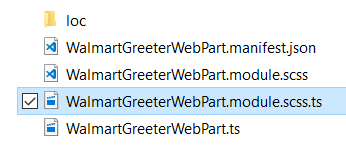 loc
WalmartGreeterWebPart.manifest.json
WalmartGreeterWebPart.module.scss
WalmartGreeterWebPart.module.scss.ts
WalmartGreeterWebPart.ts